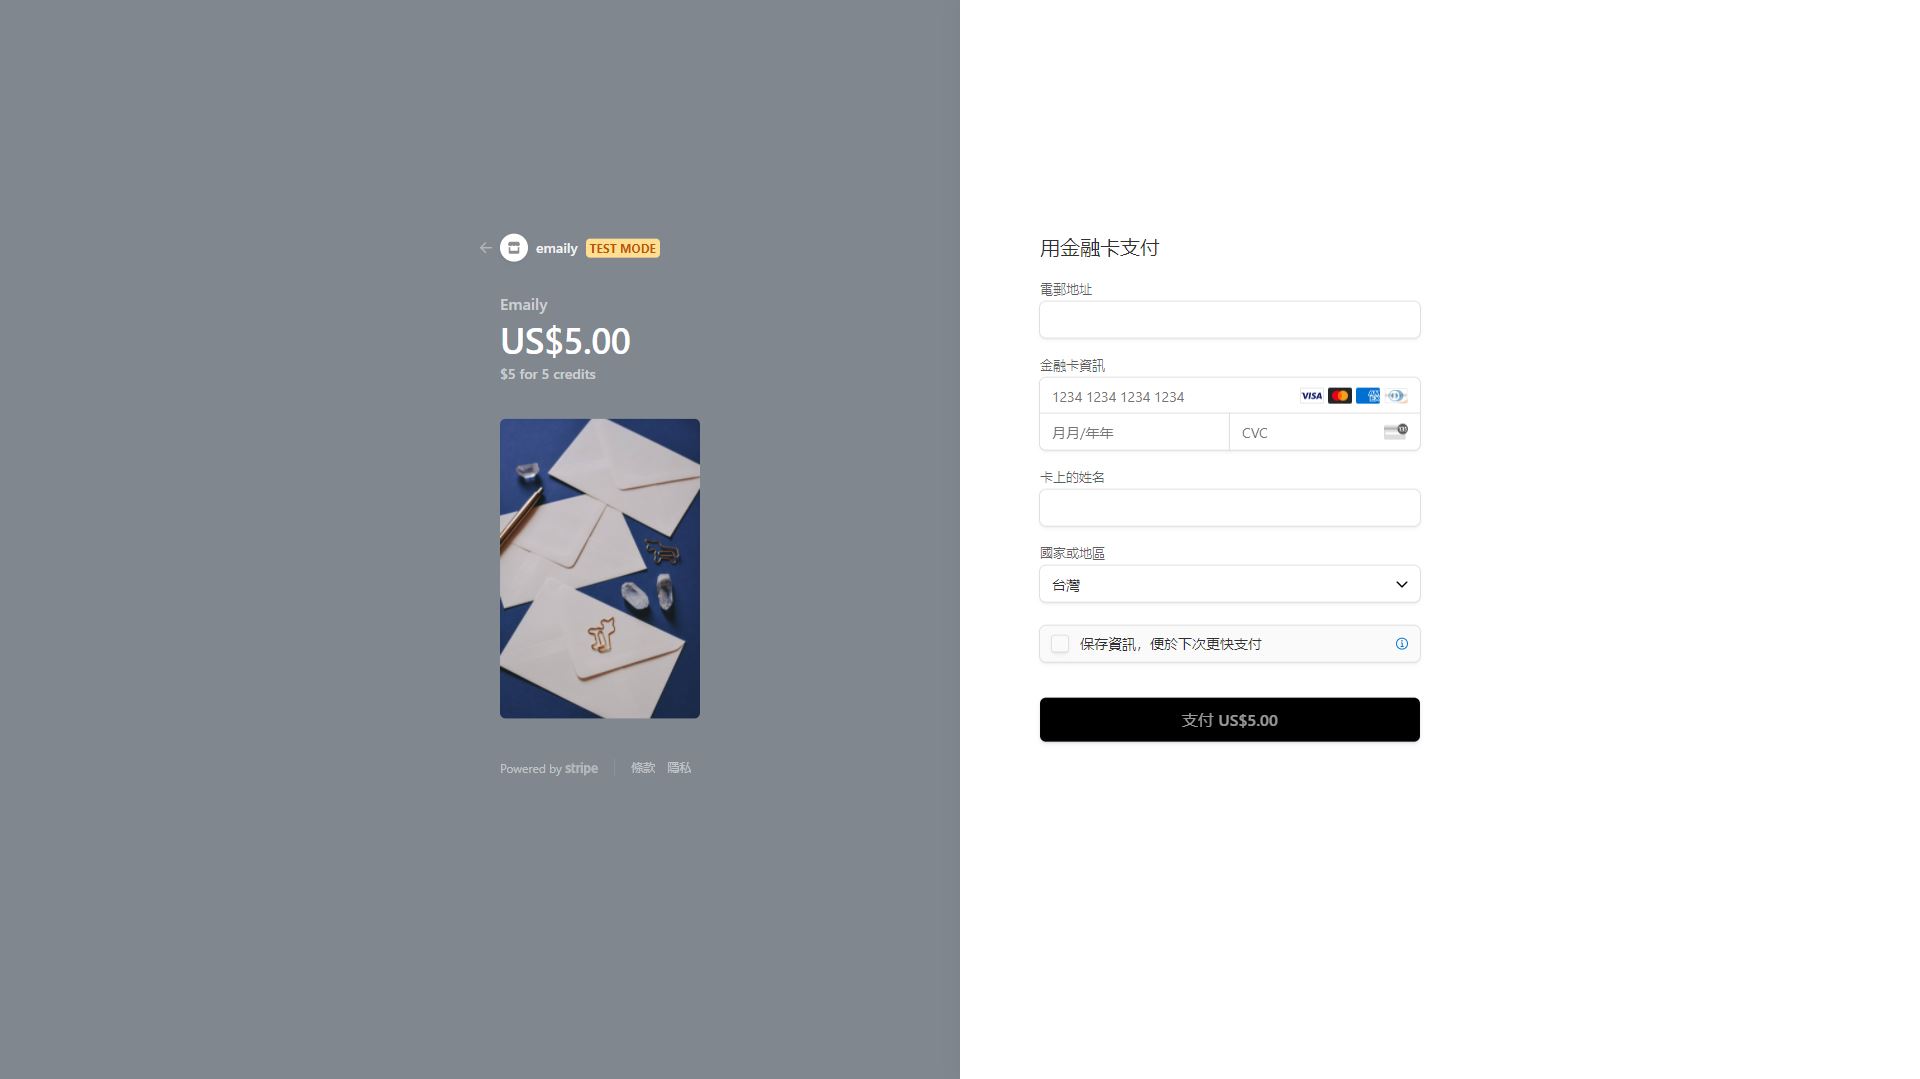 emaily TEST MODE
Emaily
US$5.00
$5 for 5 credits
Powered by stripe 條款 隱私
用金融卡支付
電郵地址
金融卡資訊
1234 1234 1234 1234 VISA
月月/年年 CVC
卡上的姓名
國家或地區
台灣
保存資訊，便於下次更快支付
支付 US$5.00